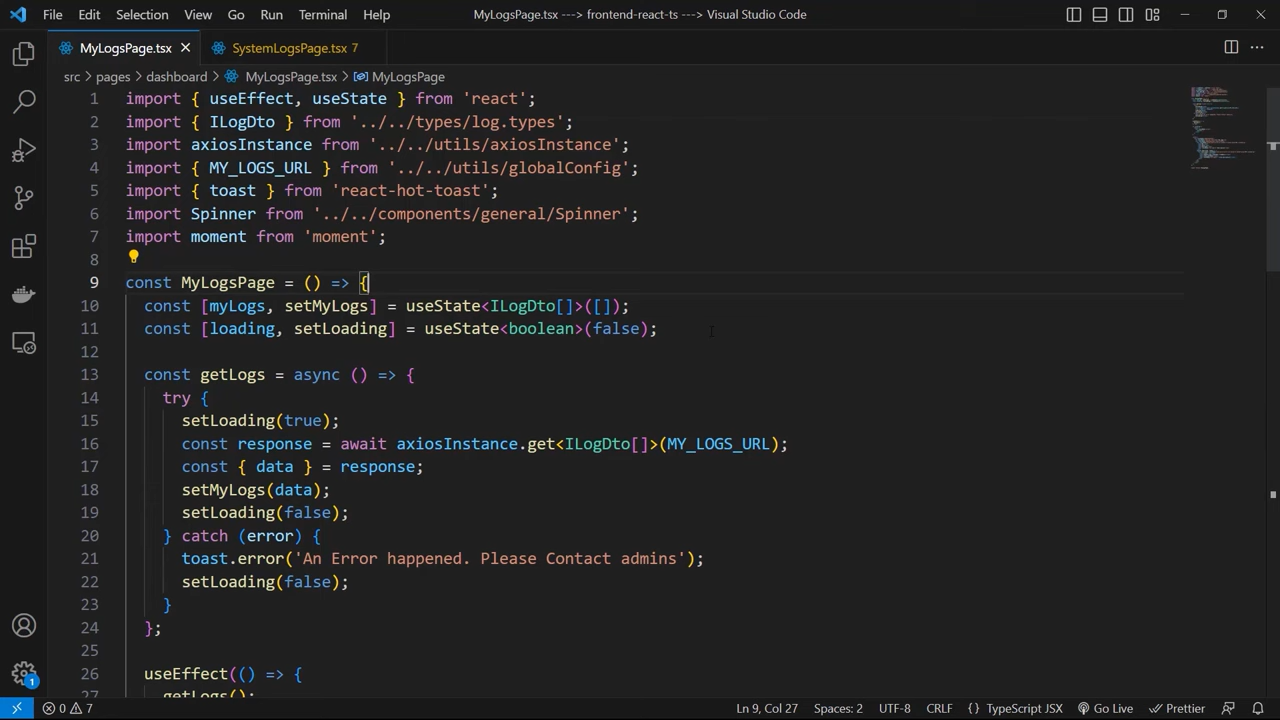 File Edit Selection View Go Run Terminal Help MyLogsPage.tsx ---> frontend-react-ts ---> Visual Studio Code
MyLogsPage.tsx SystemLogsPage.tsx 7
src > pages > dashboard > MyLogsPage.tsx > MyLogsPage
1 import { useEffect, useState } from 'react';
2 import { ILogDto } from '../../types/log.types';
3 import axiosInstance from '../../utils/axiosInstance';
4 import { MY_LOGS_URL } from '../../utils/globalConfig';
5 import { toast } from 'react-hot-toast';
6 import Spinner from '../../components/general/Spinner';
7 import moment from 'moment';
8
9 const MyLogsPage = () => {
10 const [myLogs, setMyLogs] = useState<ILogDto[]>([]);
11 const [loading, setLoading] = useState<boolean>(false);
12
13 const getLogs = async () => {
14 try {
15 setLoading(true);
16 const response = await axiosInstance.get<ILogDto[]>(MY_LOGS_URL);
17 const { data } = response;
18 setMyLogs(data);
19 setLoading(false);
20 } catch (error) {
21 toast.error('An Error happened. Please Contact admins');
22 setLoading(false);
23 }
24 };
25
26 useEffect(() => {
27 getLogs();
1
0 7 Ln 9, Col 27 Spaces: 2 UTF-8 CRLF {} TypeScript JSX Go Live Prettier